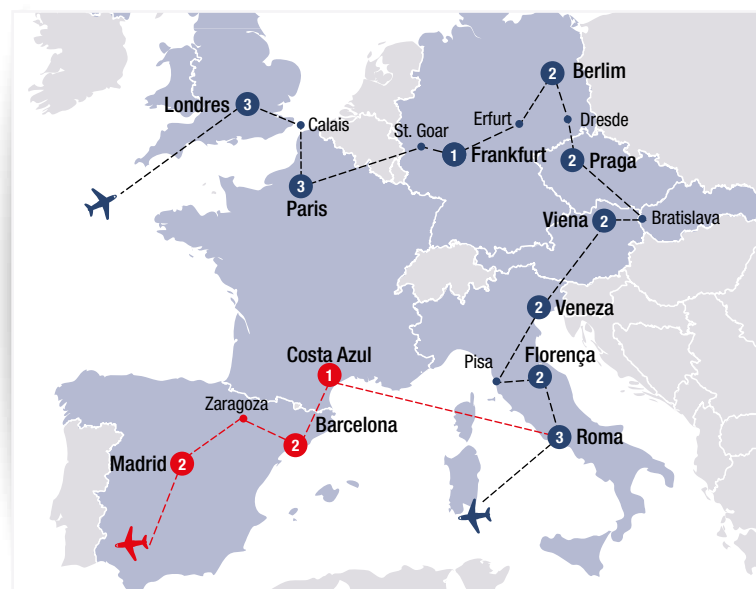 2 Berlim
Londres 3
Calais
Erfurt
Dresde
St. Goar
1 Frankfurt
2 Praga
3
Paris
Viena 2
Bratislava
2 Veneza
Costa Azul
1
Florença
2
Pisa
Zaragoza
Barcelona
2
Roma
3
Madrid 2